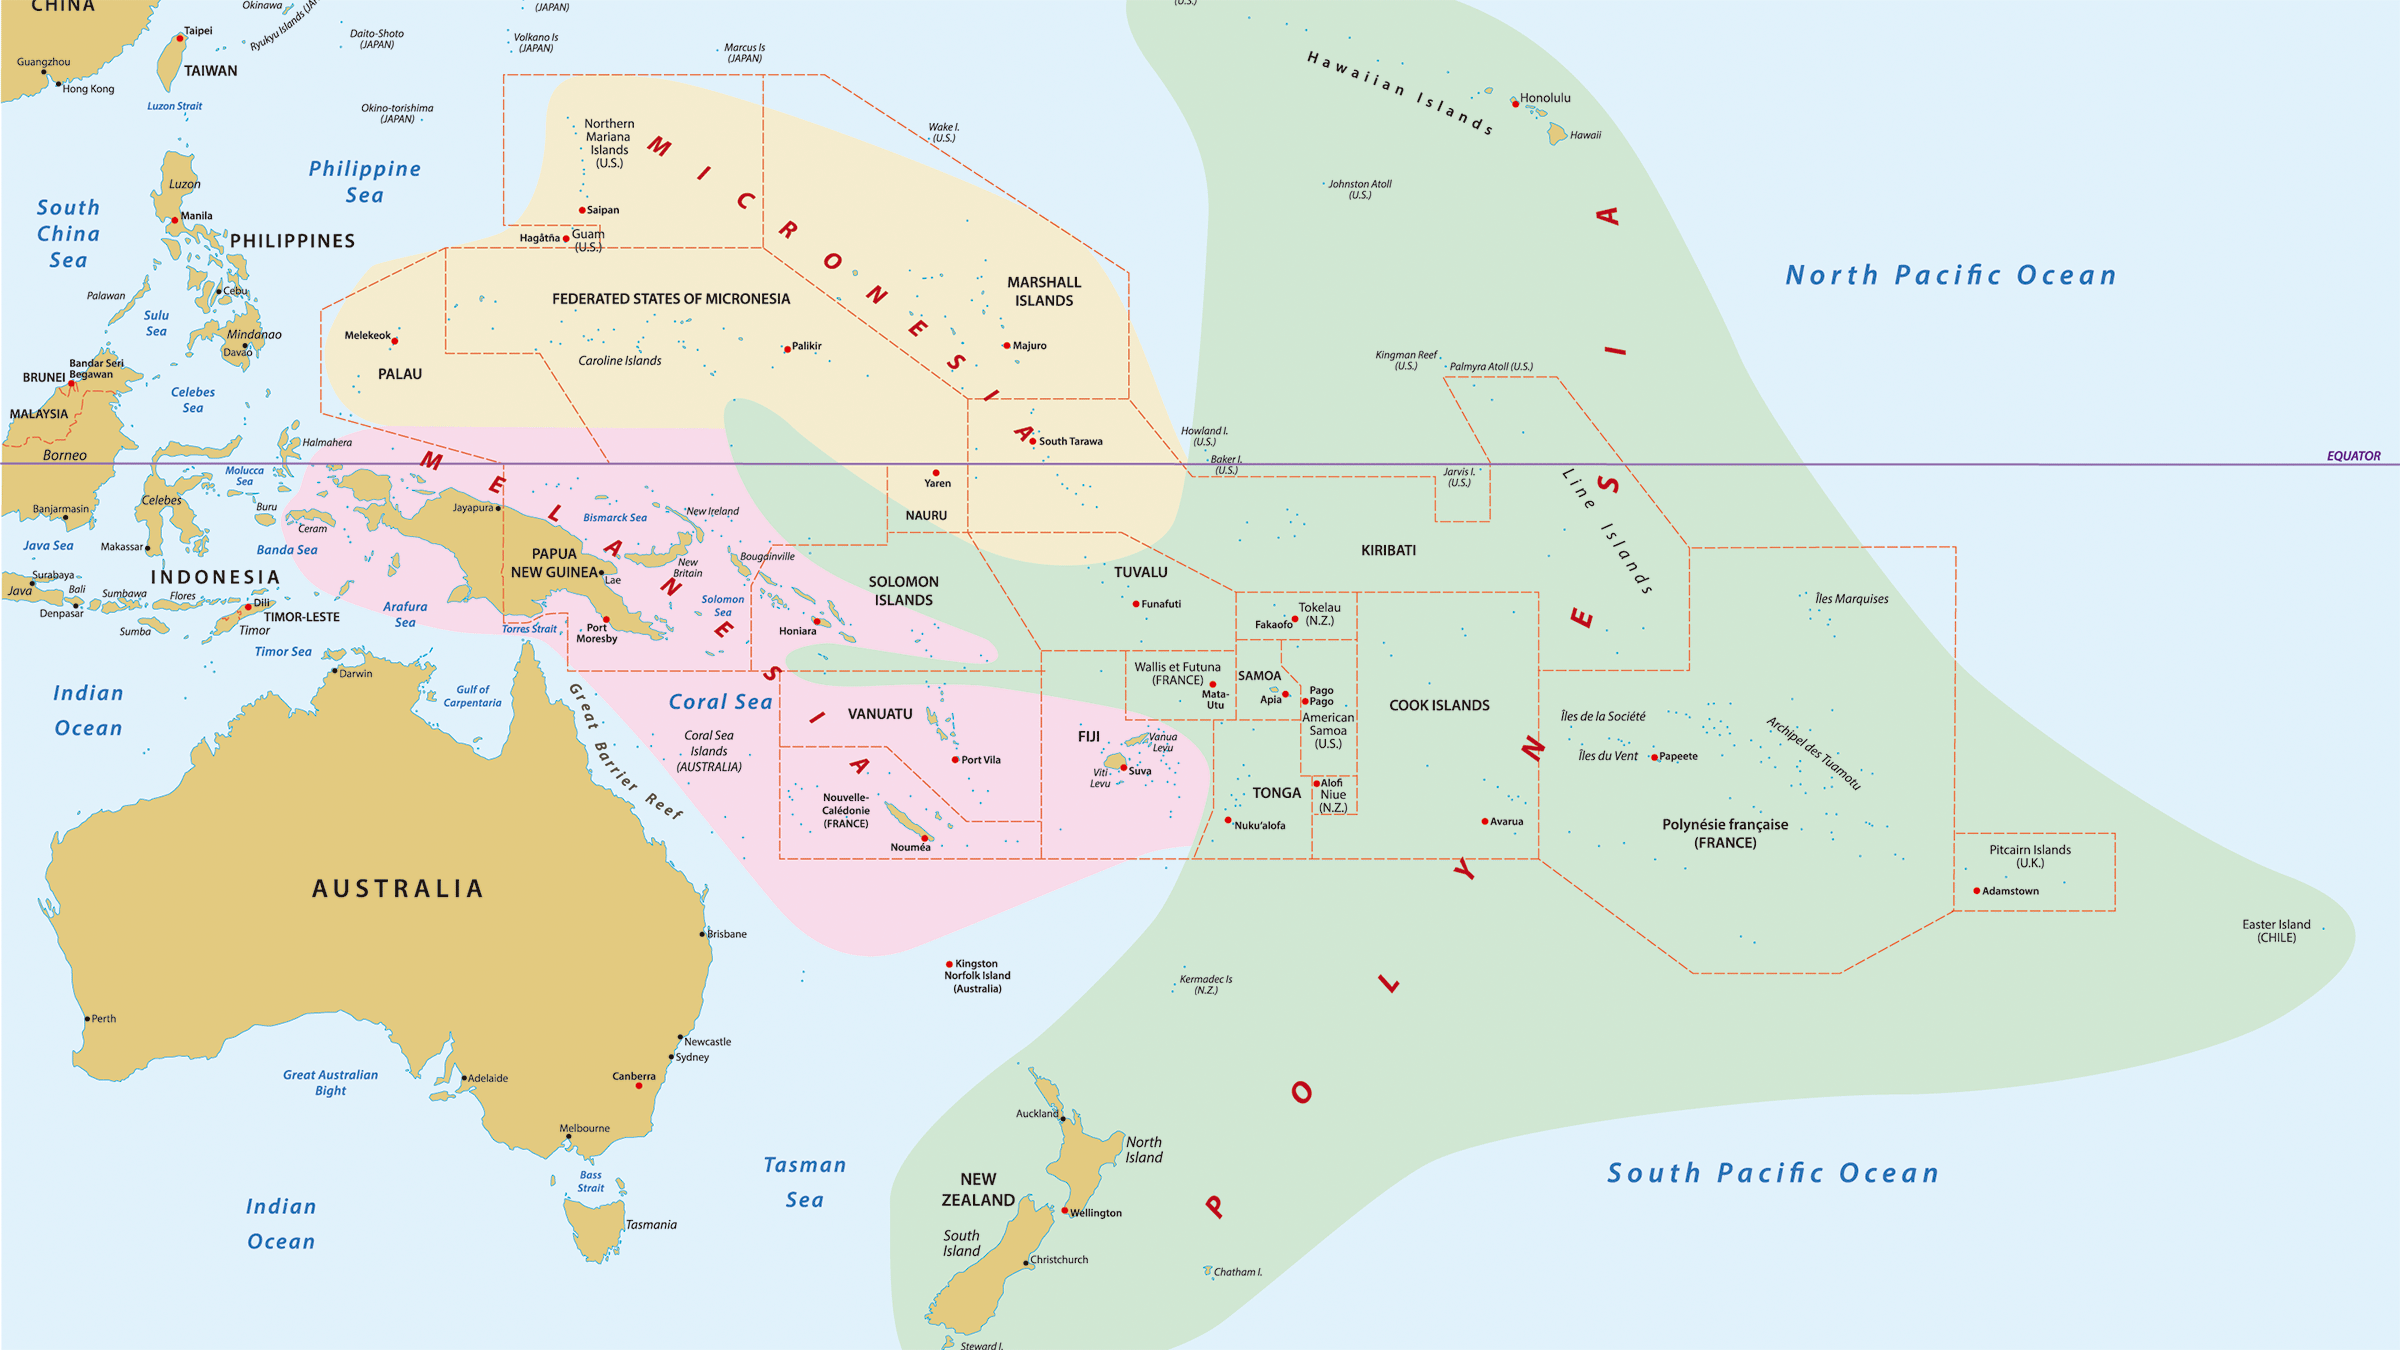 CHINA
Guangzhou
Hong Kong
Taipei
TAIWAN
Luzon Strait
Okinawa
(JAPAN)
Daito-Shoto
(JAPAN)
Volkano Is
(JAPAN)
Marcus Is
(JAPAN)
Okino-torishima
(JAPAN)
Wake I.
(U.S.)
(U.S.)
Hawaiian Islands
Honolulu
Hawaii
Johnston Atoll
(U.S.)
Philippine
Sea
South
China
Sea
Luzon
Manila
PHILIPPINES
Palawan
Cebu
Sulu
Sea
Mindanao
Davao
Northern
Mariana
Islands
(U.S.)
Saipan
Hagåtña
Guam
(U.S.)
MICRONESIA
FEDERATED STATES OF MICRONESIA
Caroline Islands
Palikir
MARSHALL
ISLANDS
Majuro
Melekeok
PALAU
North Pacific Ocean
Kingman Reef
(U.S.)
Palmyra Atoll (U.S.)
Bandar Seri
Begawan
BRUNEI
MALAYSIA
Borneo
Celebes
Sea
Halmahera
Molucca
Sea
Howland I.
(U.S.)
Baker I.
(U.S.)
Jarvis I.
(U.S.)
South Tarawa
EQUATOR
Yaren
NAURU
Line Islands
KIRIBATI
Banjarmasin
Celebes
Makassar
Buru
Ceram
Java Sea
Banda Sea
Surabaya
Java
Bali
Denpasar
Sumbawa
Flores
Sumba
INDONESIA
Dili
TIMOR-LESTE
Timor
Timor Sea
Arafura
Sea
Torres Strait
MELANESIA
Jayapura
Bismarck Sea
New Ireland
PAPUA
NEW GUINEA
Lae
New
Britain
Bougainville
Port
Moresby
Solomon
Sea
SOLOMON
ISLANDS
Honiara
TUVALU
Funafuti
Tokelau
(N.Z.)
Fakaofo
Wallis et Futuna
(FRANCE)
Mata-
Utu
SAMOA
Apia
Pago
Pago
American
Samoa
(U.S.)
COOK ISLANDS
Avarua
Îles Marquises
Îles de la Société
Îles du Vent
Papeete
Archipel des Tuamotu
Polynésie française
(FRANCE)
Pitcairn Islands
(U.K.)
Adamstown
Easter Island
(CHILE)
Indian
Ocean
Darwin
Gulf of
Carpentaria
Great Barrier Reef
Coral Sea
Coral Sea
Islands
(AUSTRALIA)
VANUATU
Port Vila
Nouvelle-
Calédonie
(FRANCE)
Nouméa
FIJI
Vanua
Levu
Viti
Levu
Suva
TONGA
Nuku'alofa
Alofi
Niue
(N.Z.)
POLYNESIA
AUSTRALIA
Brisbane
Perth
Newcastle
Sydney
Canberra
Adelaide
Great Australian
Bight
Melbourne
Bass
Strait
Tasmania
Indian
Ocean
Tasman
Sea
Kingston
Norfolk Island
(Australia)
Kermadec Is
(N.Z.)
Auckland
North
Island
NEW
ZEALAND
Wellington
South
Island
Christchurch
Chatham I.
Steward I.
South Pacific Ocean